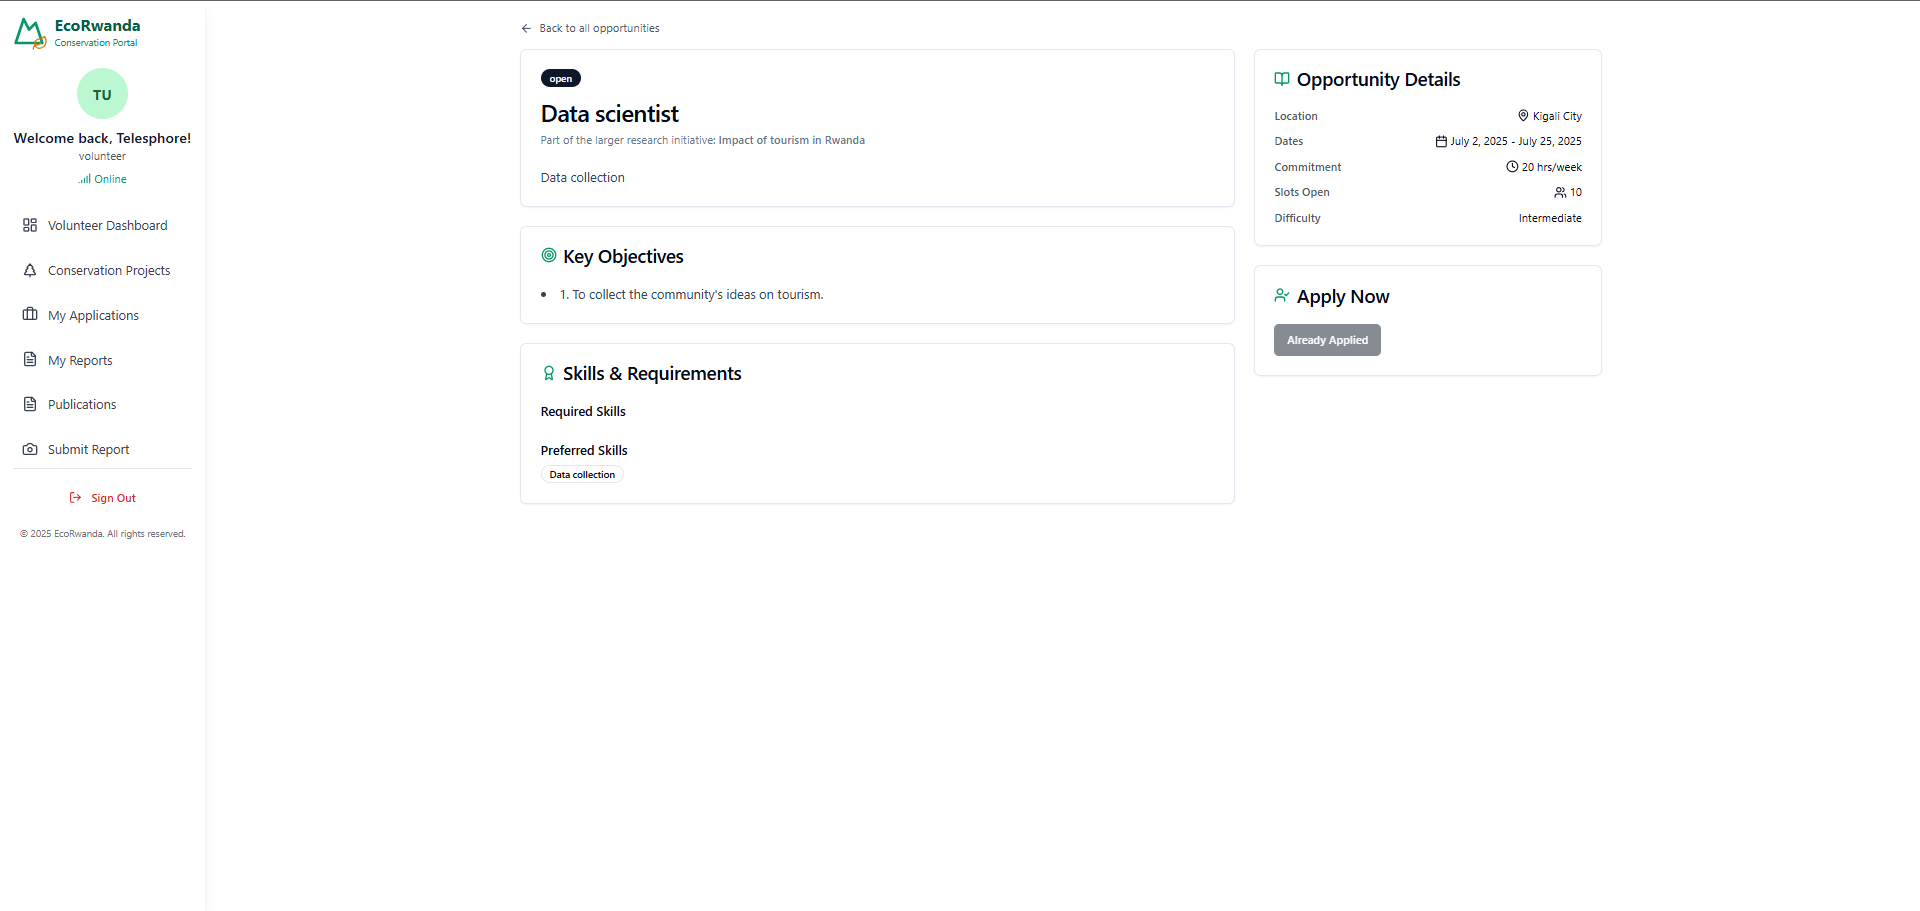 EcoRwanda
Conservation Portal
TU
Welcome back, Telesphore!
volunteer
Online
Volunteer Dashboard
Conservation Projects
My Applications
My Reports
Publications
Submit Report
Sign Out
© 2025 EcoRwanda. All rights reserved.
Back to all opportunities
open
Data scientist
Part of the larger research initiative: Impact of tourism in Rwanda
Data collection
Key Objectives
• 1. To collect the community's ideas on tourism.
Skills & Requirements
Required Skills
Preferred Skills
Data collection
Opportunity Details
Location Kigali City
Dates July 2, 2025 - July 25, 2025
Commitment 20 hrs/week
Slots Open 10
Difficulty Intermediate
Apply Now
Already Applied